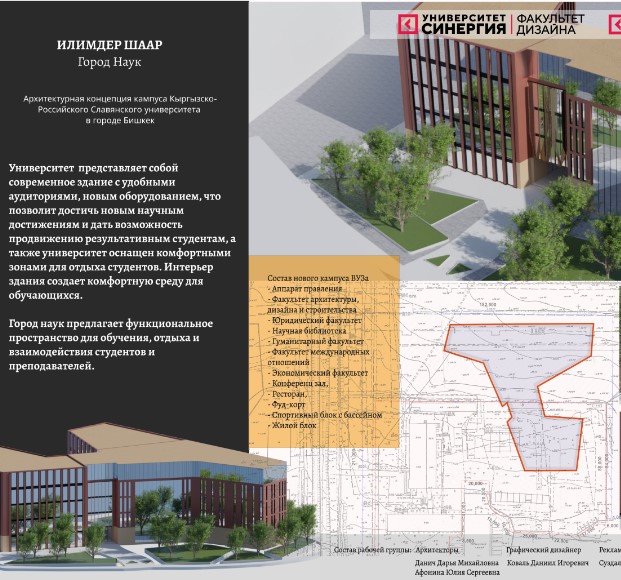 ИЛИМДЕР ШААР
Город Наук
Архитектурная концепция кампуса Кыргызско-
Российского Славянского университета
в городе Бишкек
Университет представляет собой
современное здание с удобными
аудиториями, новым оборудованием, что
позволит достичь новым научным
достижениям и дать возможность
продвижению результативным студентам, а
также университет оснащен комфортными
зонами для отдыха студентов. Интерьер
здания создает комфортную среду для
обучающихся.
Город наук предлагает функциональное
пространство для обучения, отдыха и
взаимодействия студентов и
преподавателей.
УНИВЕРСИТЕТ
СИНЕРГИЯ
ФАКУЛЬТЕТ
ДИЗАЙНА
Состав нового кампуса ВУЗа
- Аппарат правления
- Факультет архитектуры,
дизайна и строительства
- Юридический факультет
- Научная библиотека
- Гуманитарный факультет
- Факультет международных
отношений
- Экономический факультет
- Конференц зал,
- Ресторан,
- Фуд-корт
- Спортивный блок с бассейном
- Жилой блок
Состав рабочей группы:
Архитекторы
Данич Дарья Михайловна
Афонина Юлия Сергеевна
Графический дизайнер
Коваль Даниил Игоревич